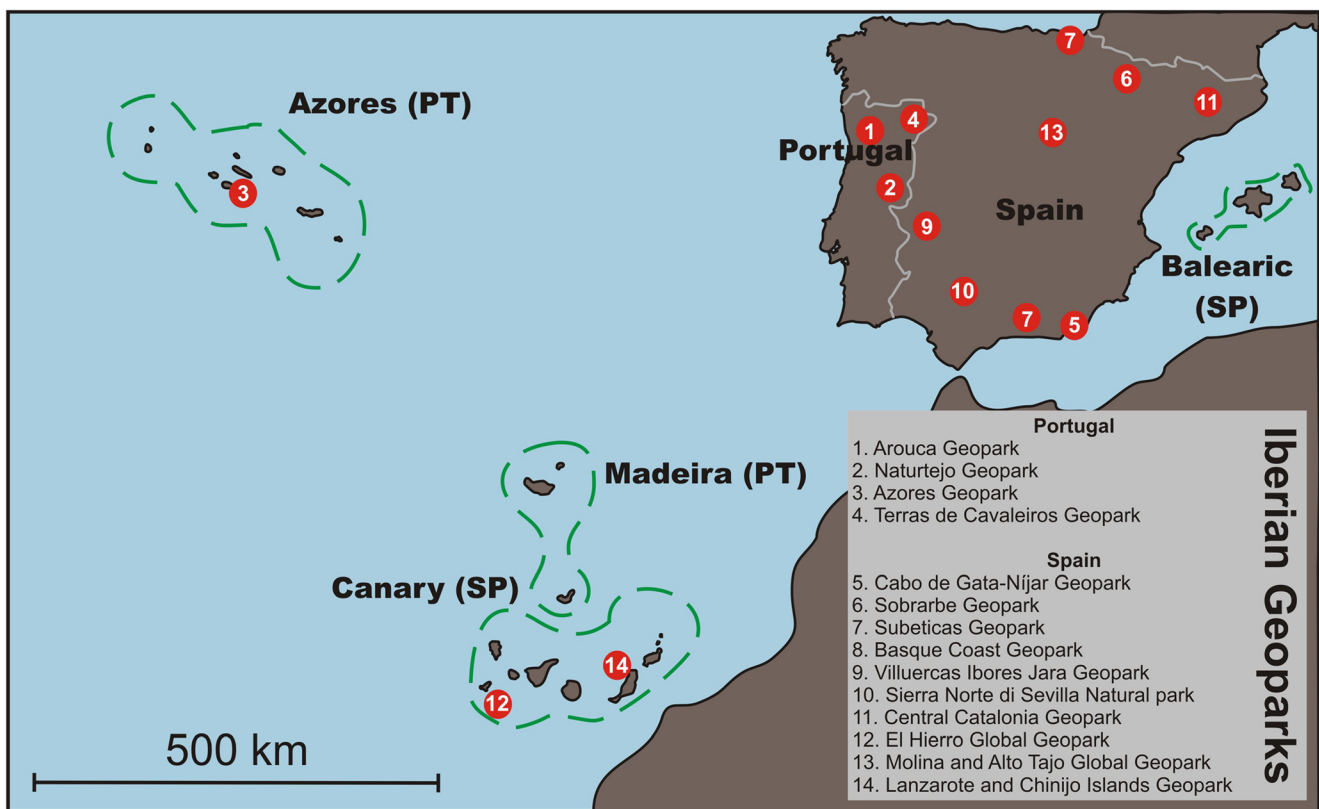 Azores (PT)
3
7
6
11
4
1
13
Portugal
2
Spain
9
Balearic
(SP)
10
7
5
Madeira (PT)
Canary (SP)
14
12
500 km
Iberian Geoparks
Portugal
1. Arouca Geopark
2. Naturtejo Geopark
3. Azores Geopark
4. Terras de Cavaleiros Geopark
Spain
5. Cabo de Gata-Níjar Geopark
6. Sobrarbe Geopark
7. Subeticas Geopark
8. Basque Coast Geopark
9. Villuercas Ibores Jara Geopark
10. Sierra Norte di Sevilla Natural park
11. Central Catalonia Geopark
12. El Hierro Global Geopark
13. Molina and Alto Tajo Global Geopark
14. Lanzarote and Chinijo Islands Geopark